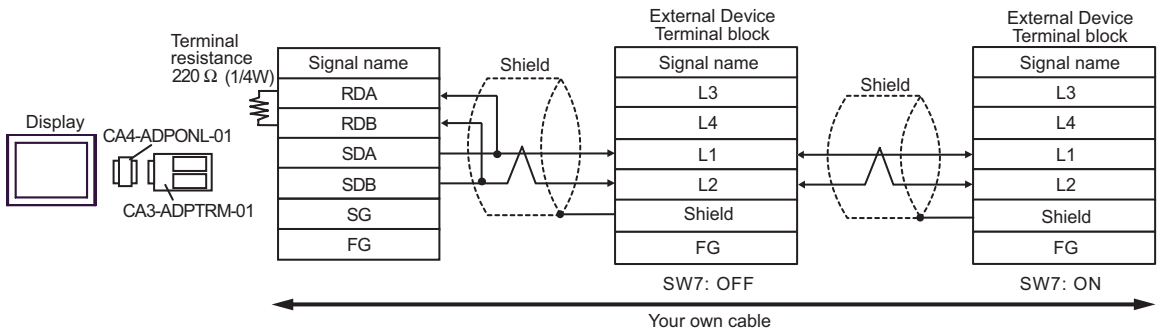 Display
CA4-ADPONL-01
CA3-ADPTRM-01
Terminal
resistance
220 Ω (1/4W)
Signal name
RDA
RDB
SDA
SDB
SG
FG
Shield
External Device
Terminal block
Signal name
L3
L4
L1
L2
Shield
FG
SW7: OFF
Shield
External Device
Terminal block
Signal name
L3
L4
L1
L2
Shield
FG
SW7: ON
Your own cable